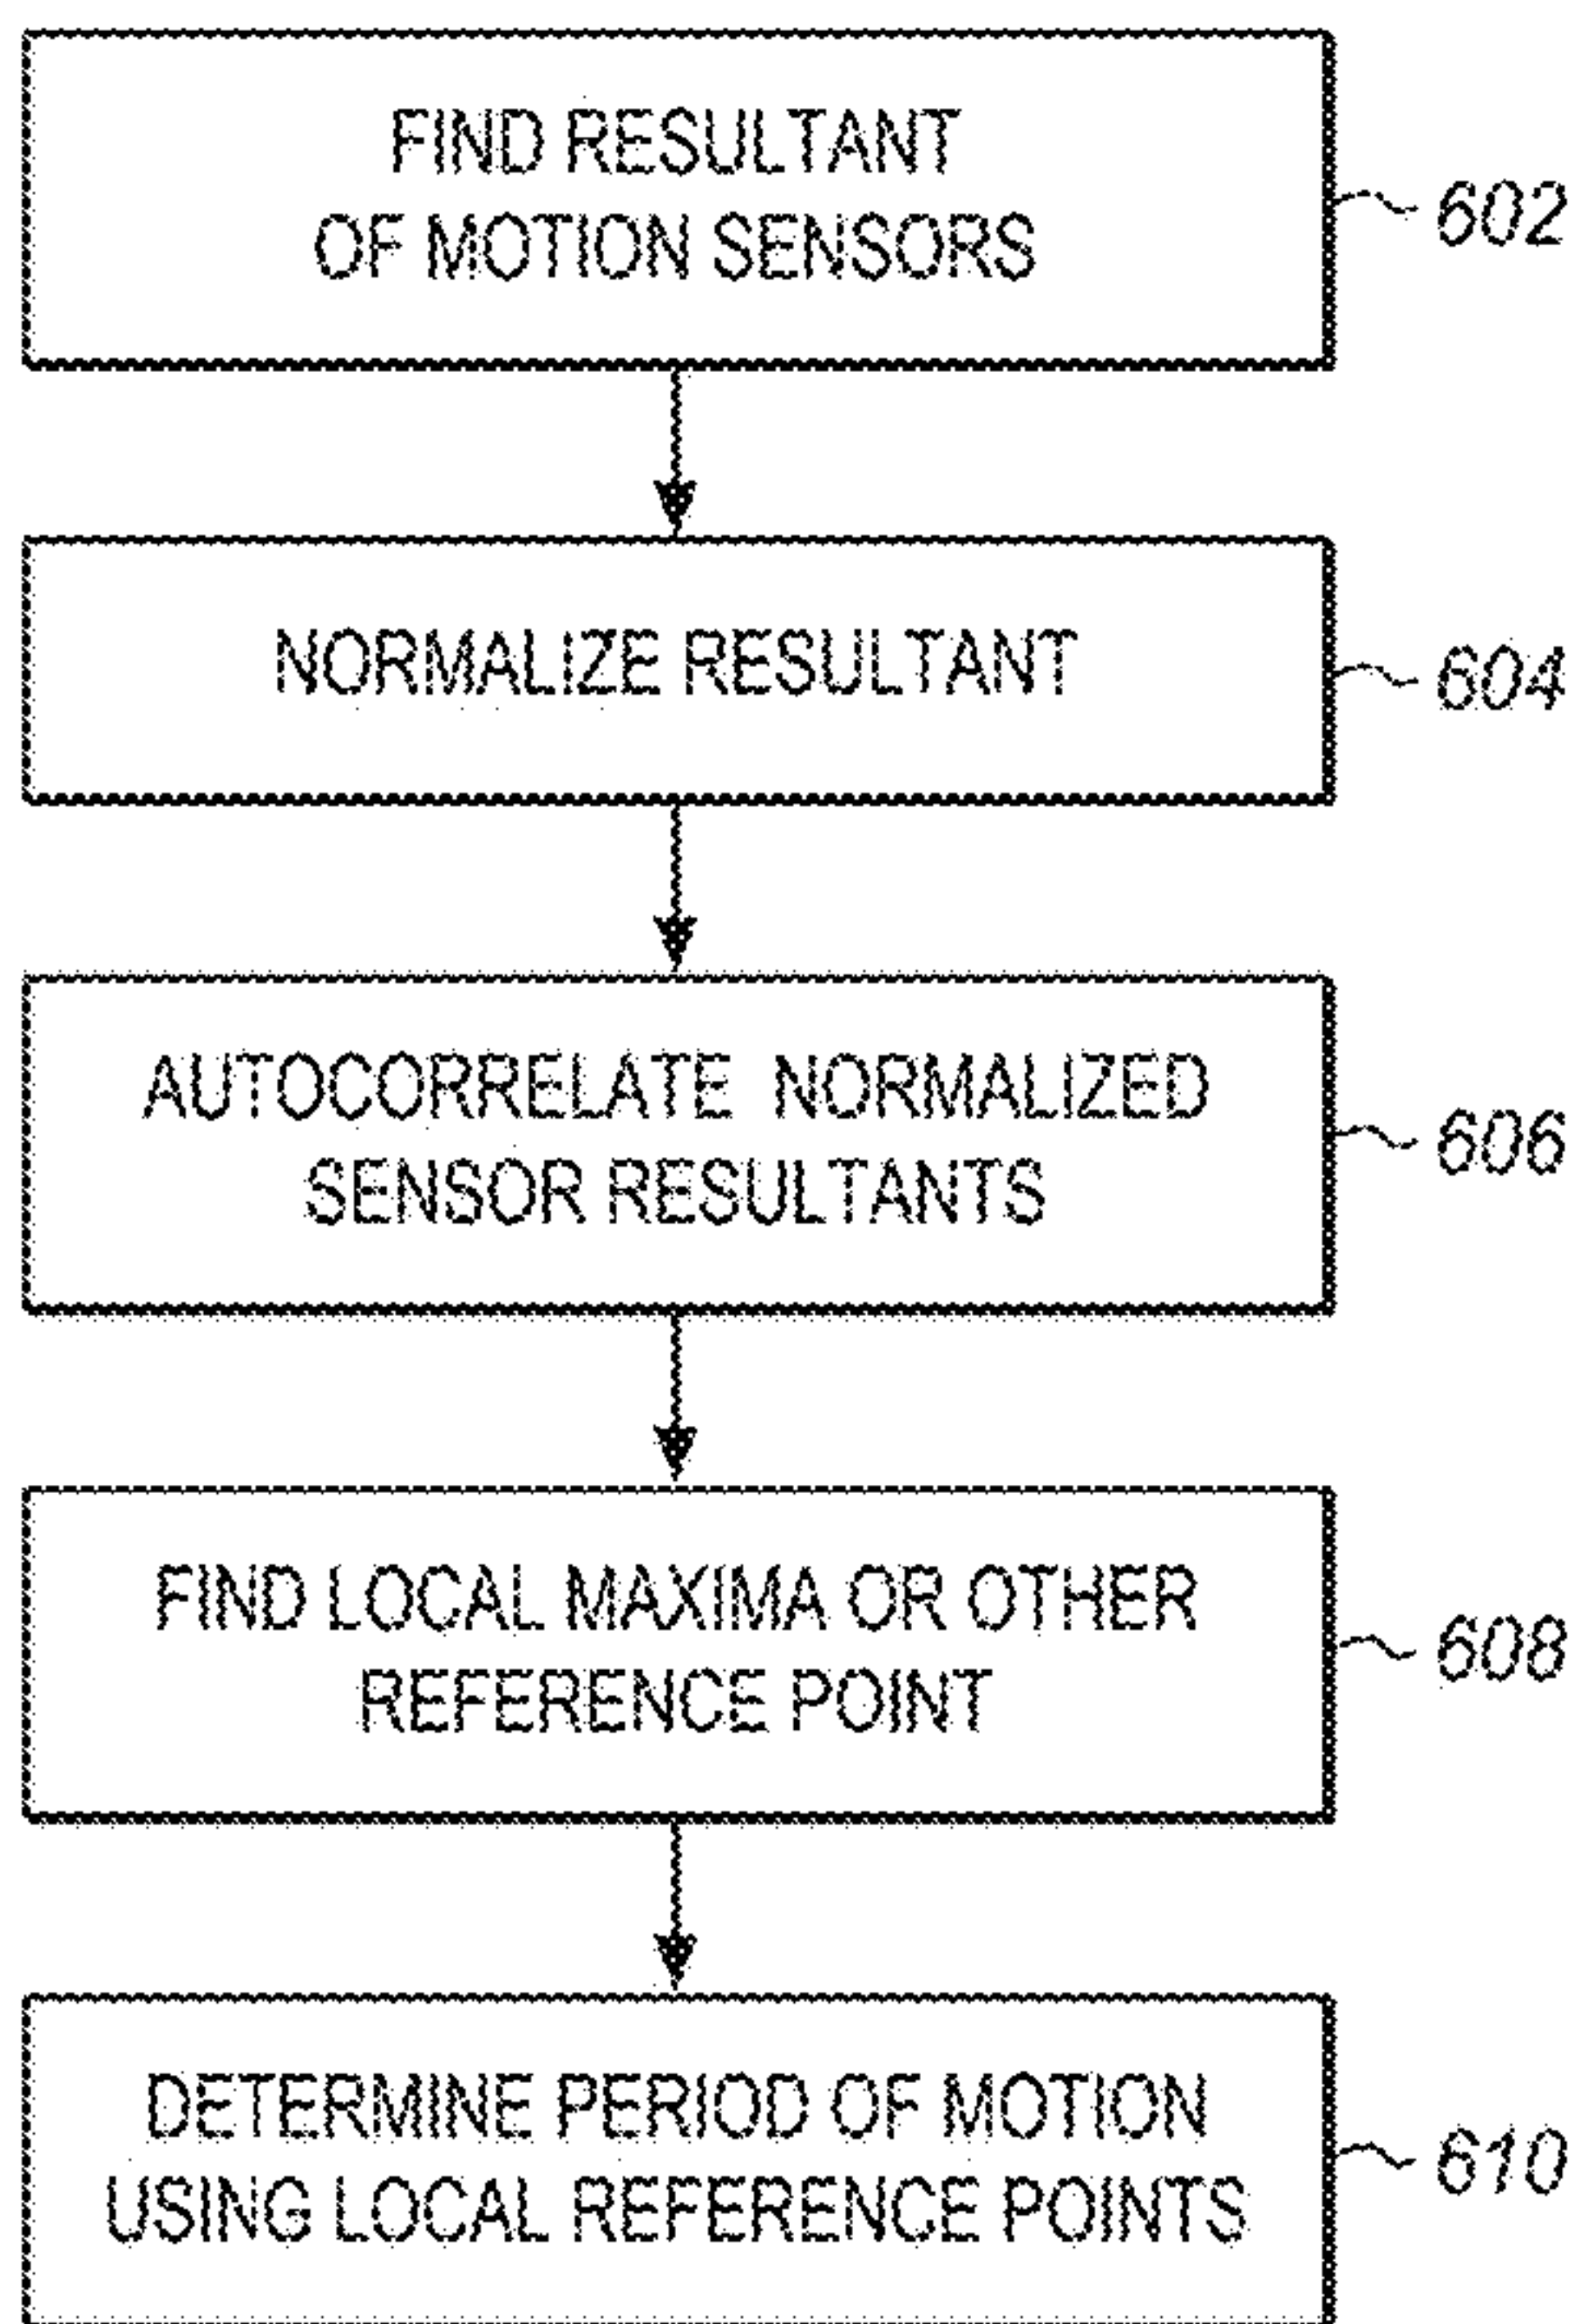 FIND RESULTANT
OF MOTION SENSORS
602
NORMALIZE RESULTANT
604
AUTOCORRELATE NORMALIZED
SENSOR RESULTANTS
606
FIND LOCAL MAXIMA OR OTHER
REFERENCE POINT
608
DETERMINE PERIOD OF MOTION
USING LOCAL REFERENCE POINTS
610